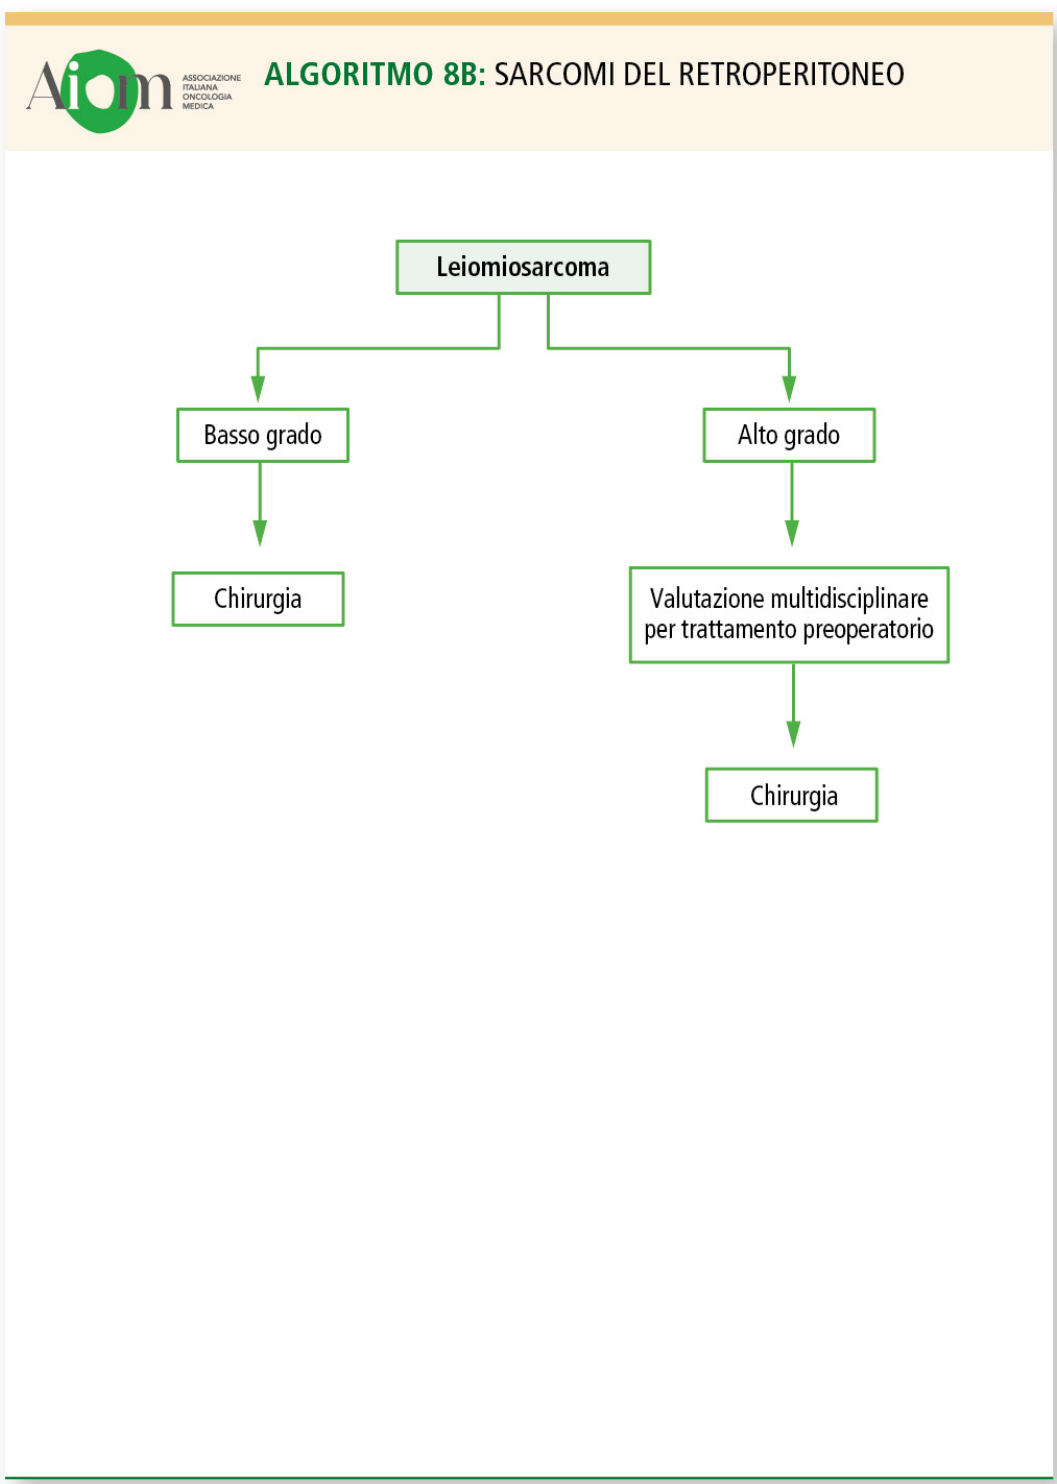 Aiom
ASSOCIAZIONE
ITALIANA
ONCOLOGIA
MEDICA
ALGORITMO 8B: SARCOMI DEL RETROPERITONEO
Leiomiosarcoma
Basso grado
Alto grado
Chirurgia
Valutazione multidisciplinare
per trattamento preoperatorio
Chirurgia